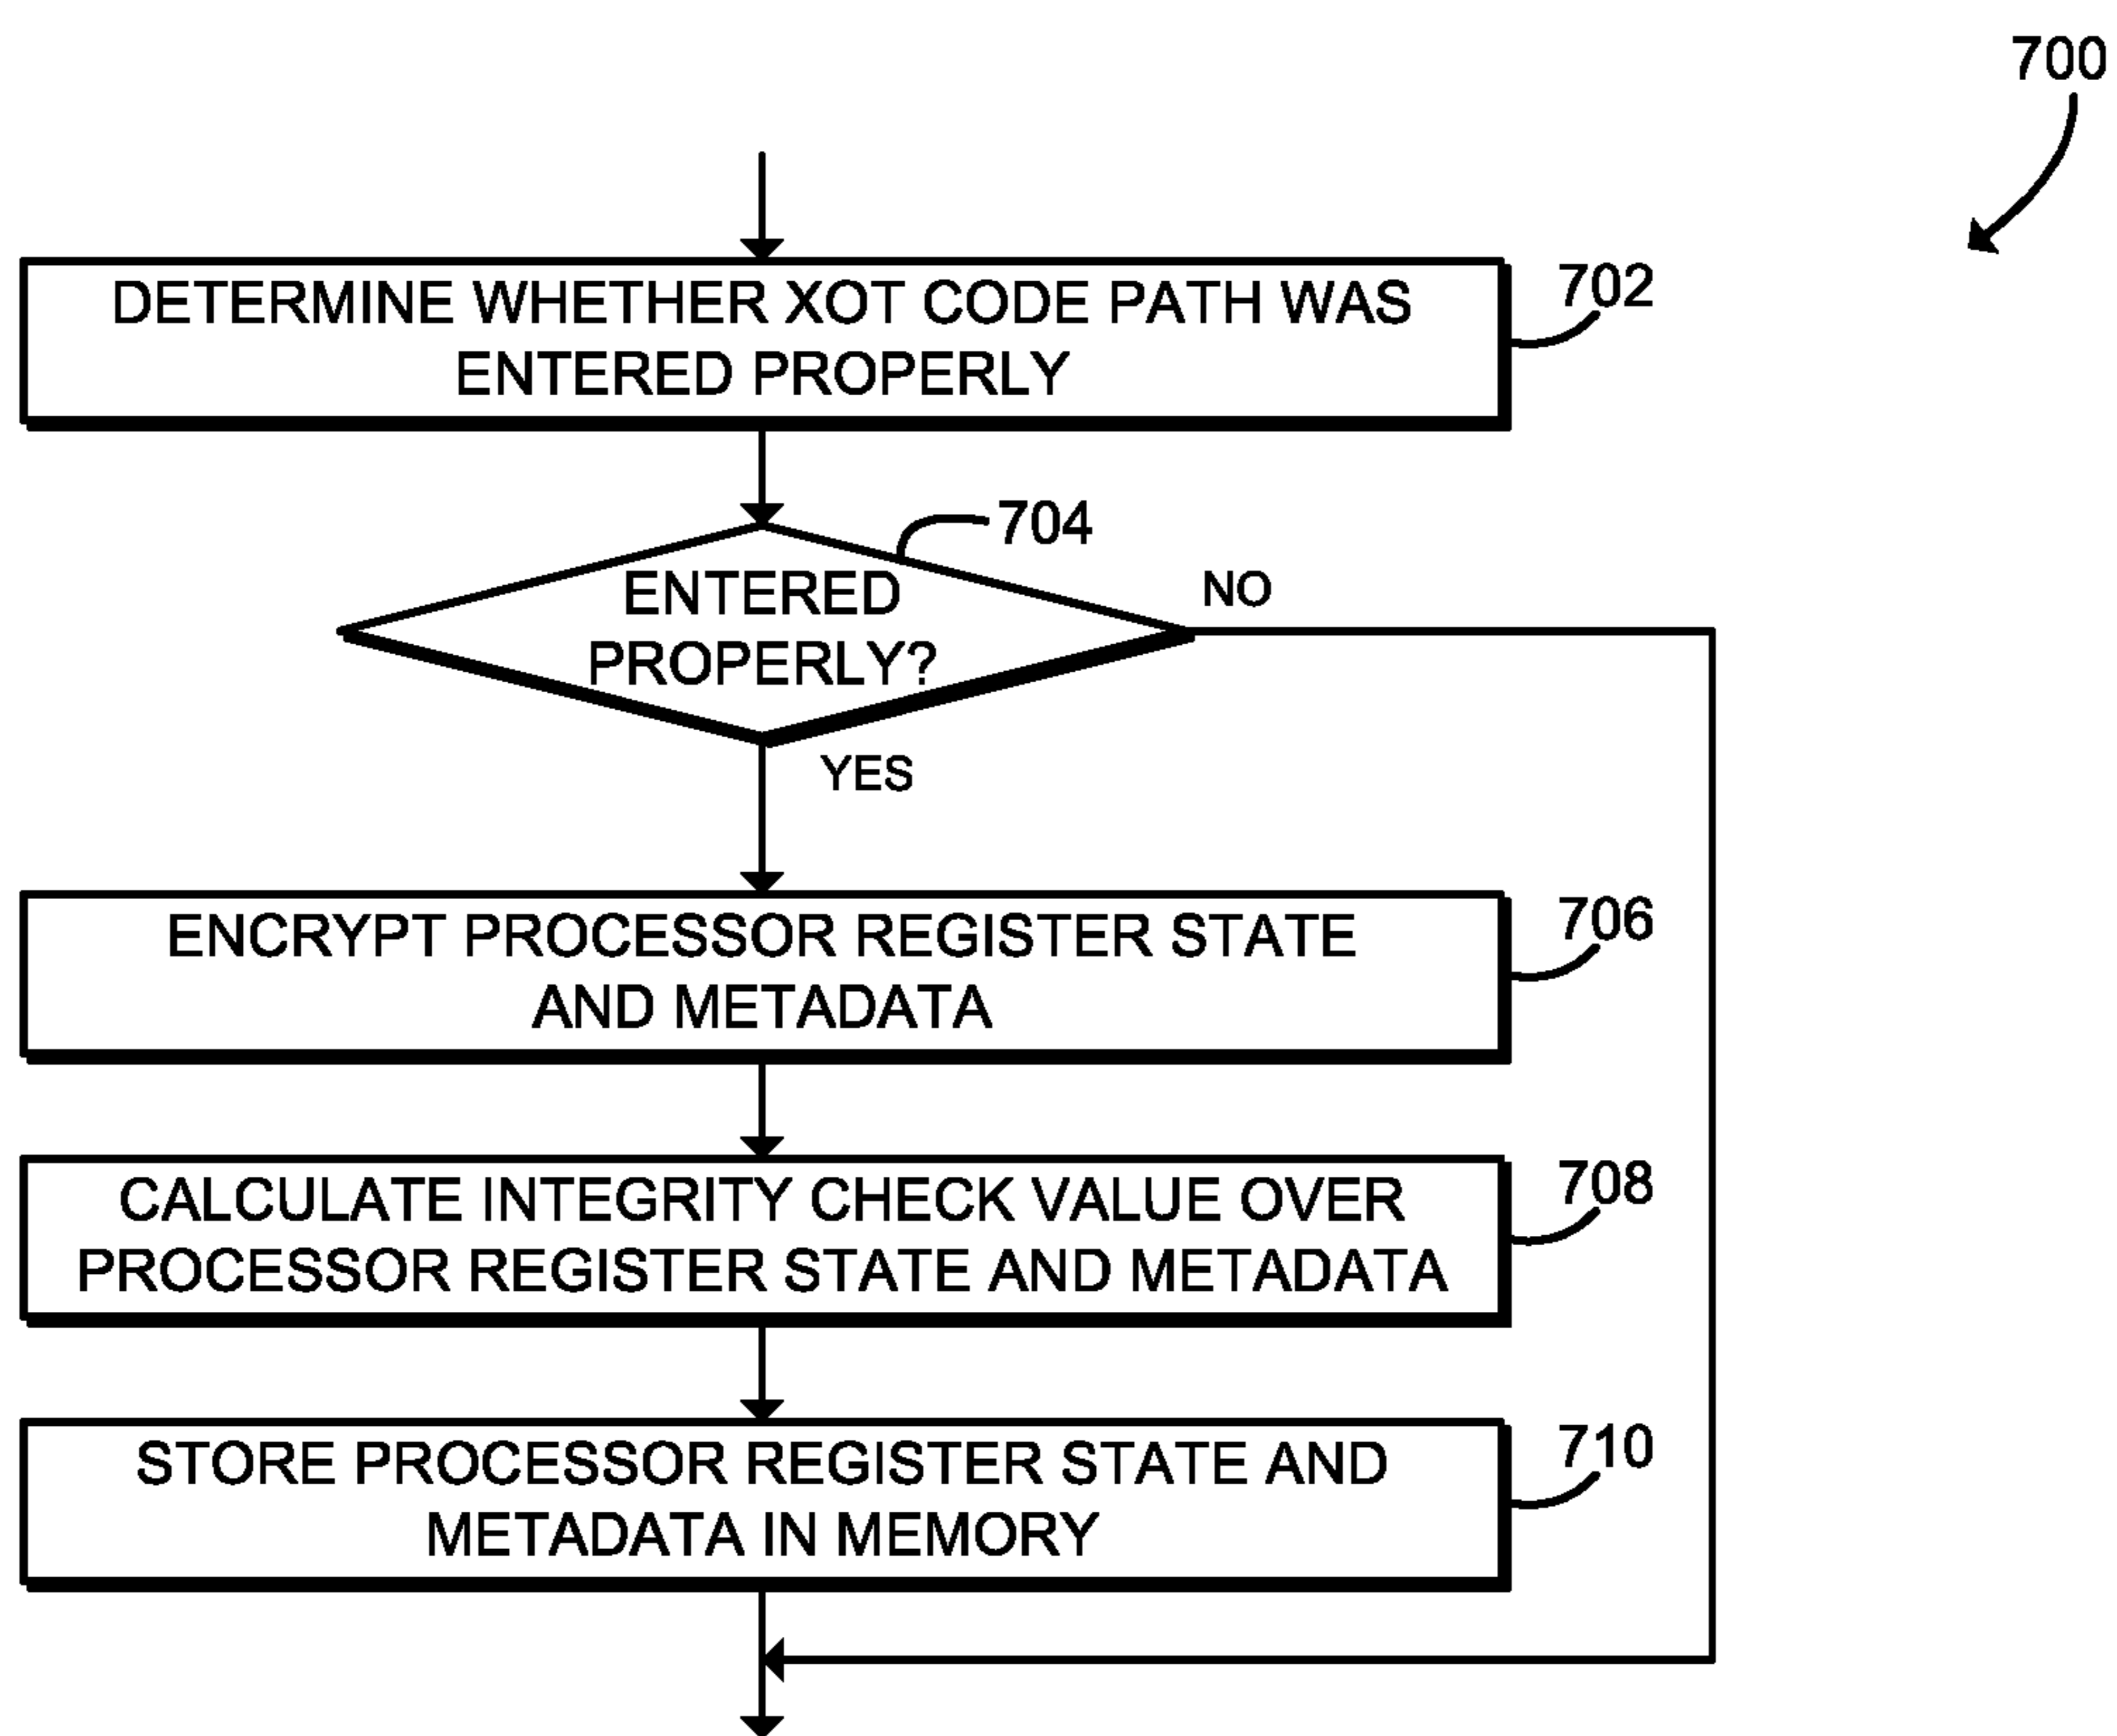 700
DETERMINE WHETHER XOT CODE PATH WAS
ENTERED PROPERLY
702
704
ENTERED
PROPERLY?
NO
YES
ENCRYPT PROCESSOR REGISTER STATE
AND METADATA
706
CALCULATE INTEGRITY CHECK VALUE OVER
PROCESSOR REGISTER STATE AND METADATA
708
STORE PROCESSOR REGISTER STATE AND
METADATA IN MEMORY
710